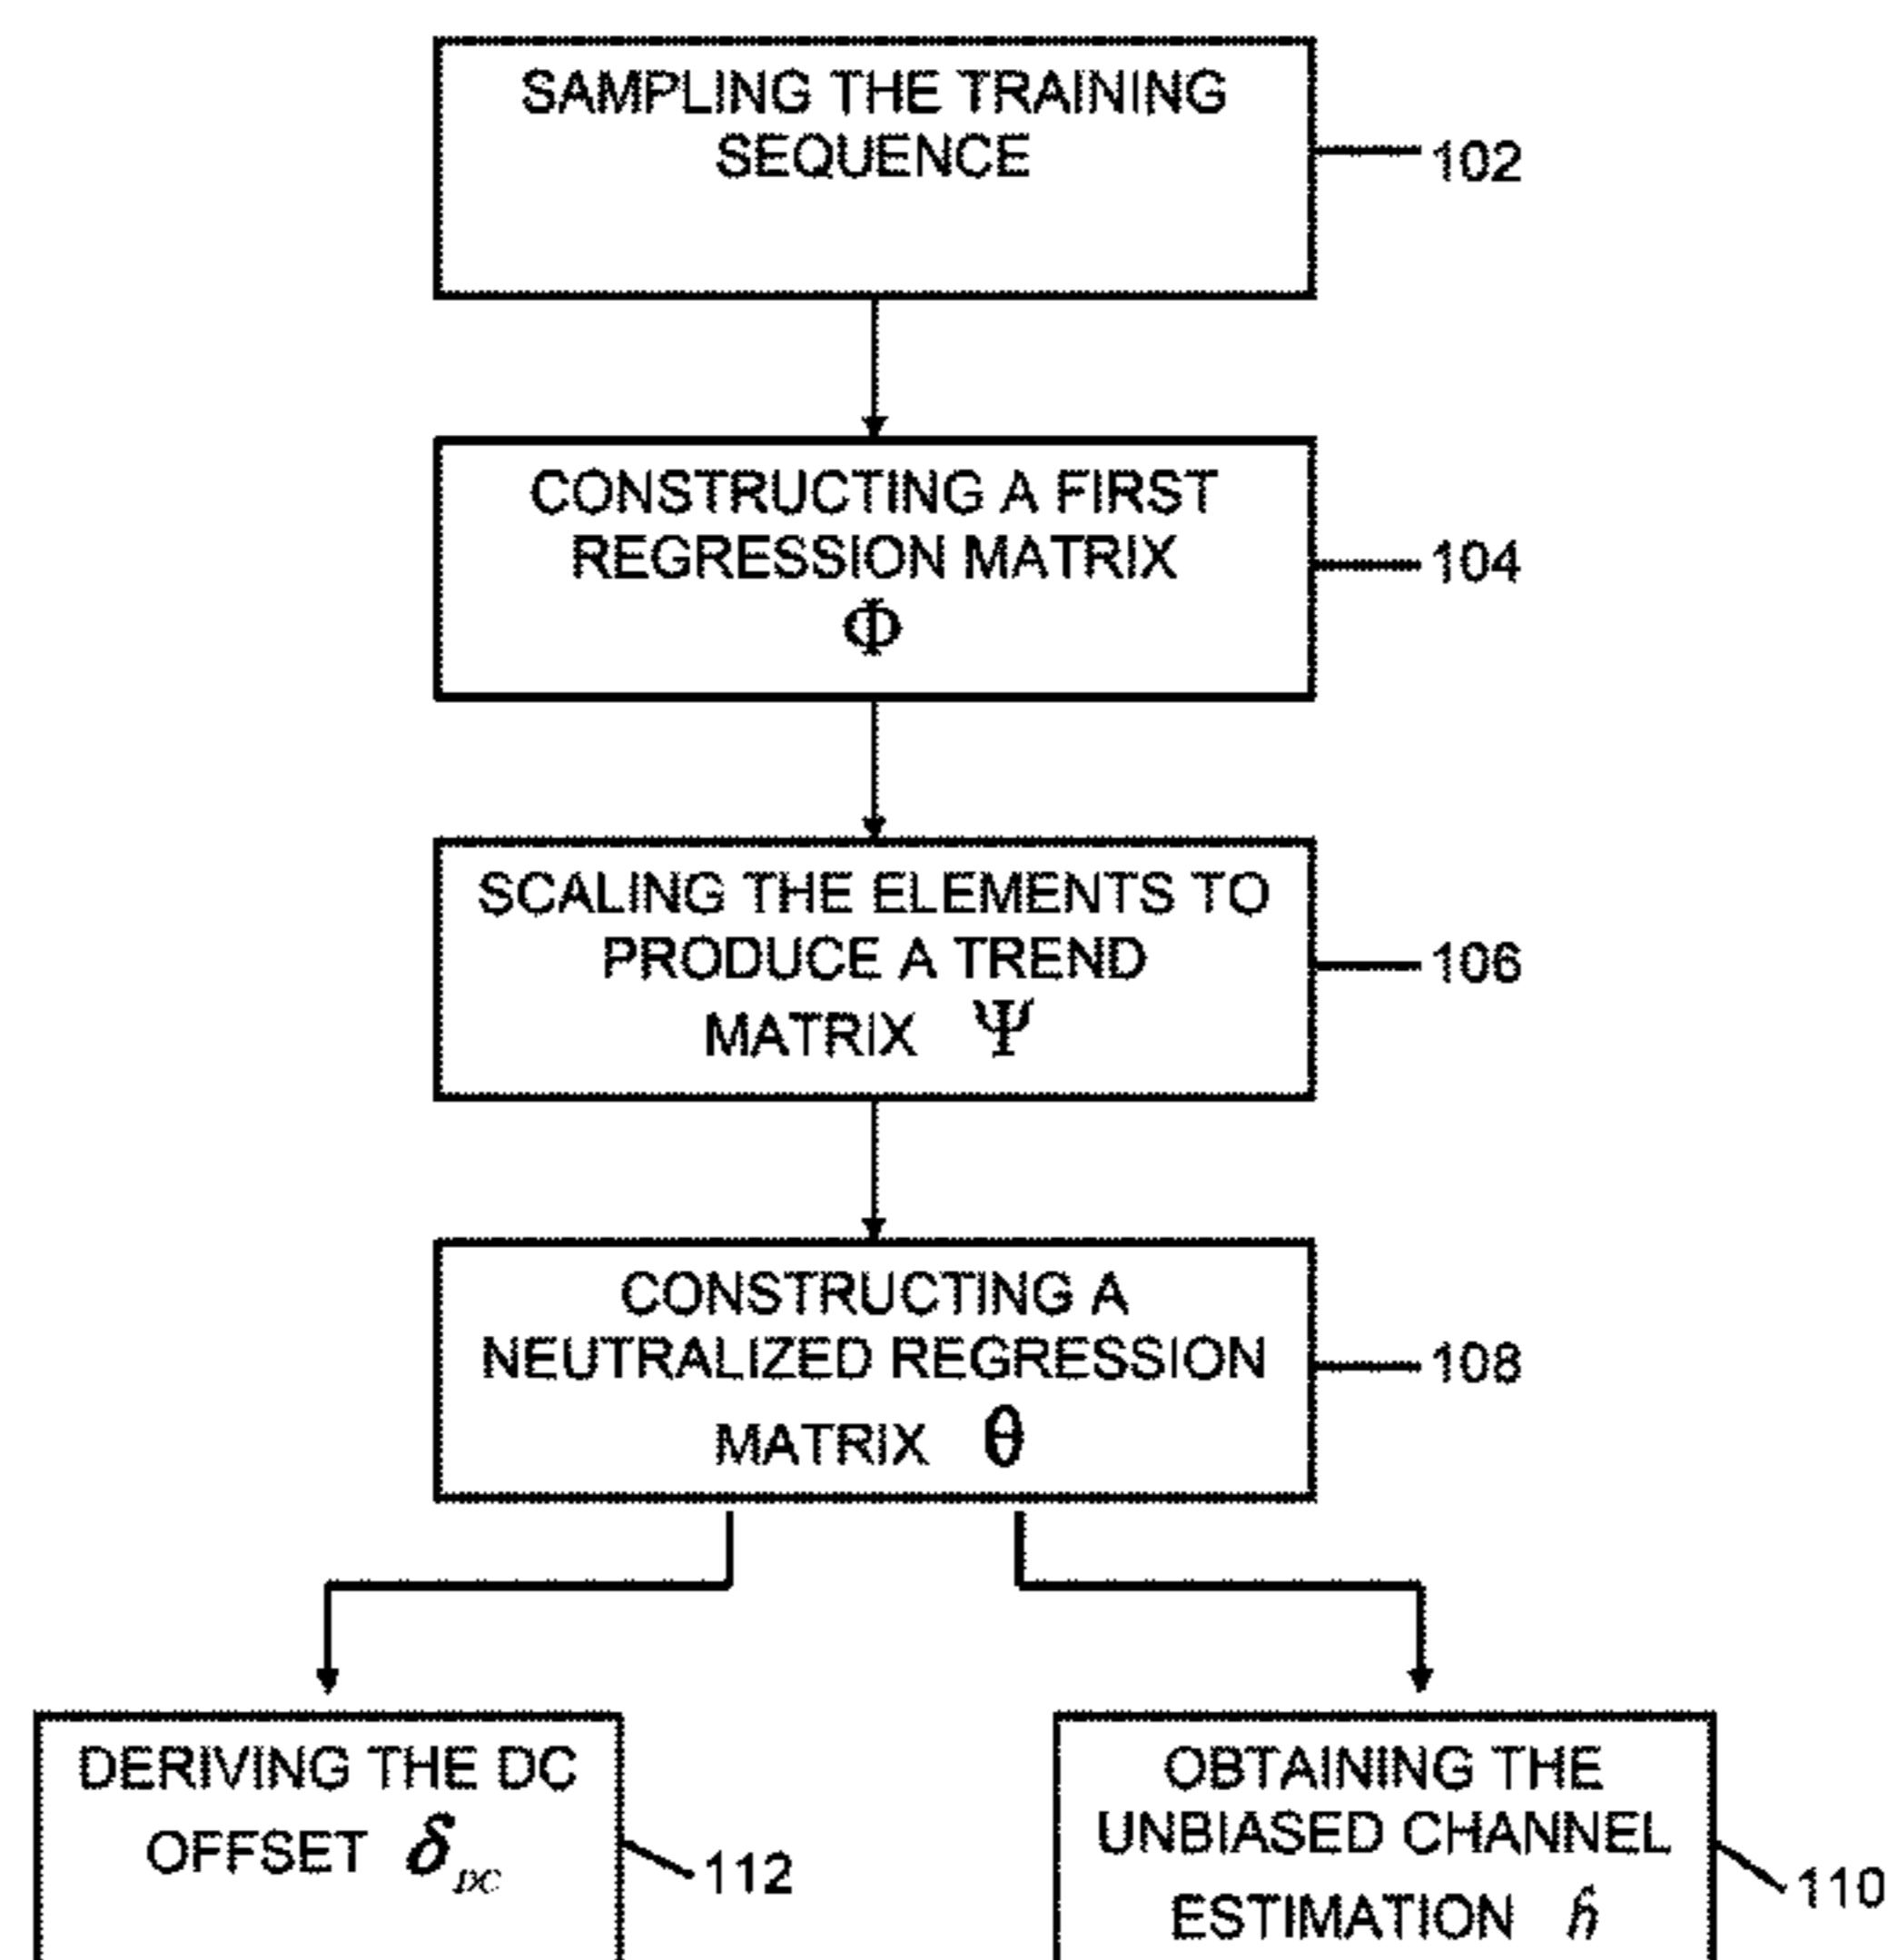 SAMPLING THE TRAINING
SEQUENCE
102
CONSTRUCTING A FIRST
REGRESSION MATRIX
Φ
104
SCALING THE ELEMENTS TO
PRODUCE A TREND
MATRIX Ψ
106
CONSTRUCTING A
NEUTRALIZED REGRESSION
MATRIX θ
108
DERIVING THE DC
OFFSET δ_DC
112
OBTAINING THE
UNBIASED CHANNEL
ESTIMATION ĥ
110